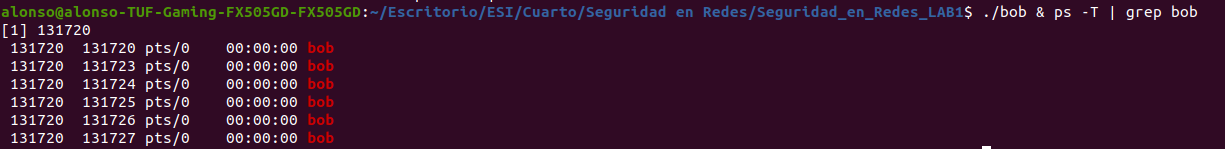 alonso@alonso-TUF-Gaming-FX505GD-FX505GD:~/Escritorio/ESI/Cuarto/Seguridad en Redes/Seguridad_en_Redes_LAB1$ ./bob & ps -T | grep bob
[1] 131720
 131720  131720 pts/0    00:00:00 bob
 131720  131723 pts/0    00:00:00 bob
 131720  131724 pts/0    00:00:00 bob
 131720  131725 pts/0    00:00:00 bob
 131720  131726 pts/0    00:00:00 bob
 131720  131727 pts/0    00:00:00 bob